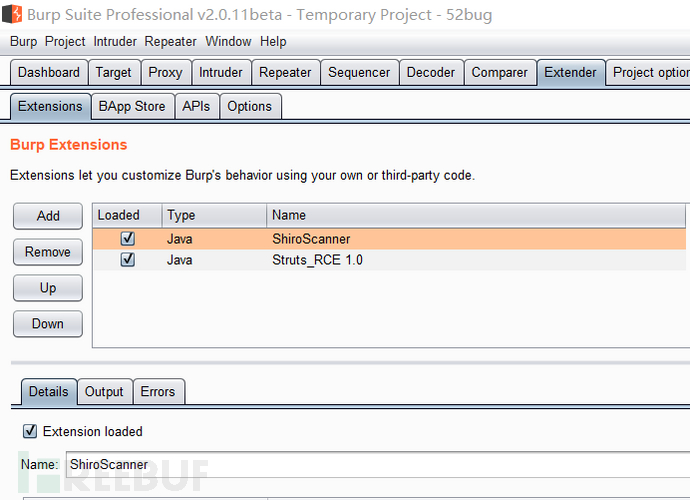 Burp Suite Professional v2.0.11beta - Temporary Project - 52bug
Burp Project Intruder Repeater Window Help
Dashboard Target Proxy Intruder Repeater Sequencer Decoder Comparer Extender Project option
Extensions BApp Store APIs Options
Burp Extensions
Extensions let you customize Burp's behavior using your own or third-party code.
Add Loaded Type Name
Java ShiroScanner
Remove Java Struts_RCE 1.0
Up
Down
Details Output Errors
Extension loaded
Name: ShiroScanner
FREEBUF